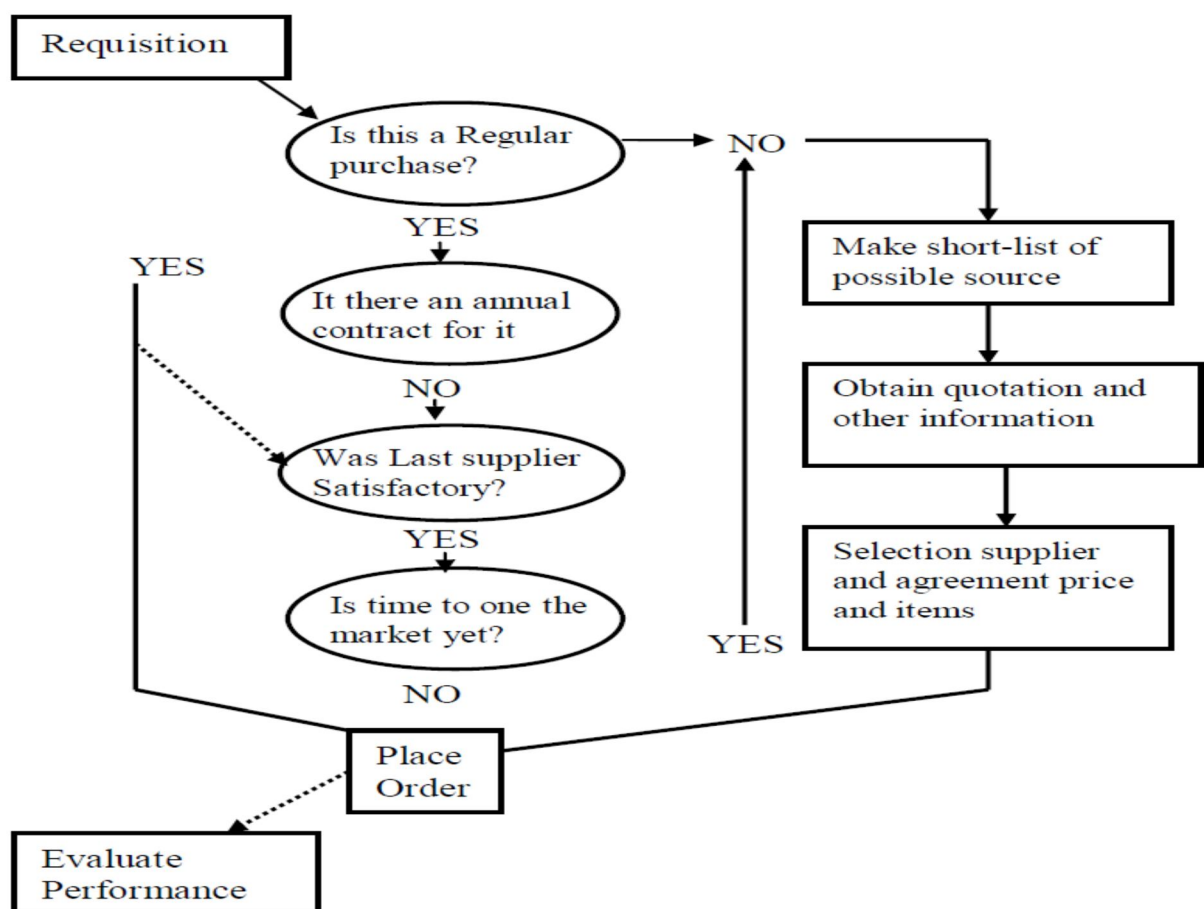 Requisition
Is this a Regular
purchase?
NO
YES
YES
It there an annual
contract for it
NO
Was Last supplier
Satisfactory?
YES
Is time to one the
market yet?
NO
YES
Make short-list of
possible source
Obtain quotation and
other information
Selection supplier
and agreement price
and items
Place
Order
Evaluate
Performance